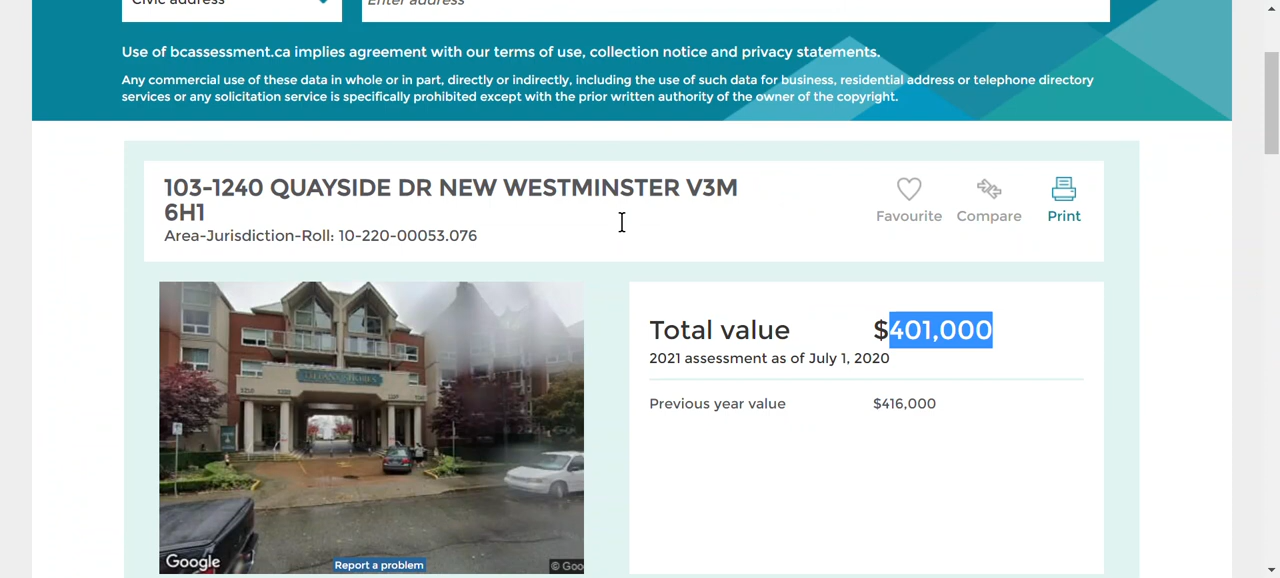 Civic address
Enter address
Use of bcassessment.ca implies agreement with our terms of use, collection notice and privacy statements.
Any commercial use of these data in whole or in part, directly or indirectly, including the use of such data for business, residential address or telephone directory
services or any solicitation service is specifically prohibited except with the prior written authority of the owner of the copyright.
103-1240 QUAYSIDE DR NEW WESTMINSTER V3M
6H1
Area-Jurisdiction-Roll: 10-220-00053.076
Favourite
Compare
Print
Total value
$401,000
2021 assessment as of July 1, 2020
Previous year value
$416,000
TIFFANY SHORES
Google
Report a problem
© Goo